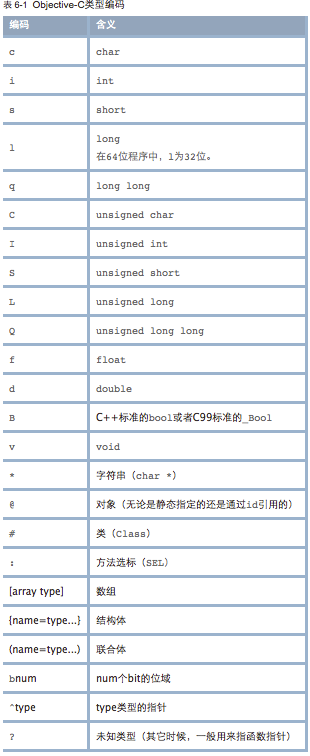 表 6-1 Objective-C类型编码
编码 含义
c char
i int
s short
l long
在64位程序中，l为32位。
q long long
C unsigned char
I unsigned int
S unsigned short
L unsigned long
Q unsigned long long
f float
d double
B C++标准的bool或者C99标准的_Bool
v void
* 字符串（char *）
@ 对象（无论是静态指定的还是通过id引用的）
# 类（Class）
: 方法选标（SEL）
[array type] 数组
{name=type...} 结构体
(name=type...) 联合体
bnum num个bit的位域
^type type类型的指针
? 未知类型（其它时候，一般用来指函数指针）